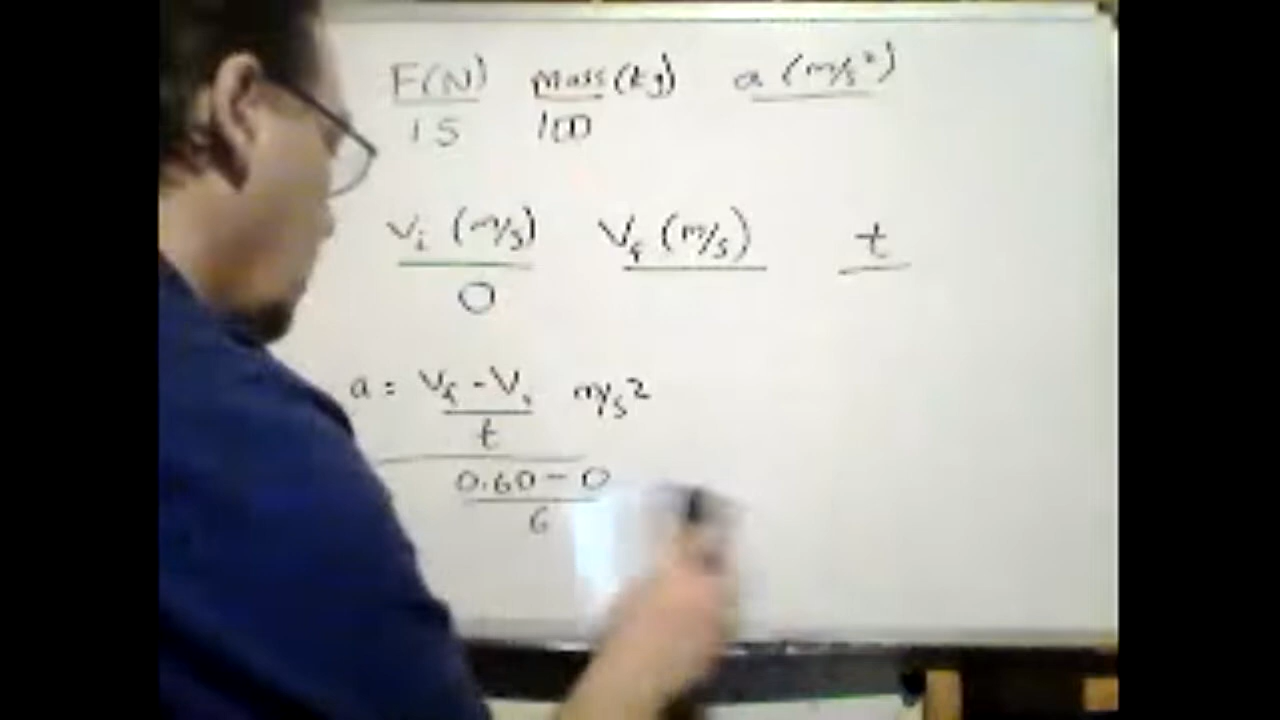 F(N) Mass (kg) a (m/s²)
15 100
Vi (m/s) Vf (m/s) t
0
a = Vf - Vi m/s²
t
0.60 - 0
6